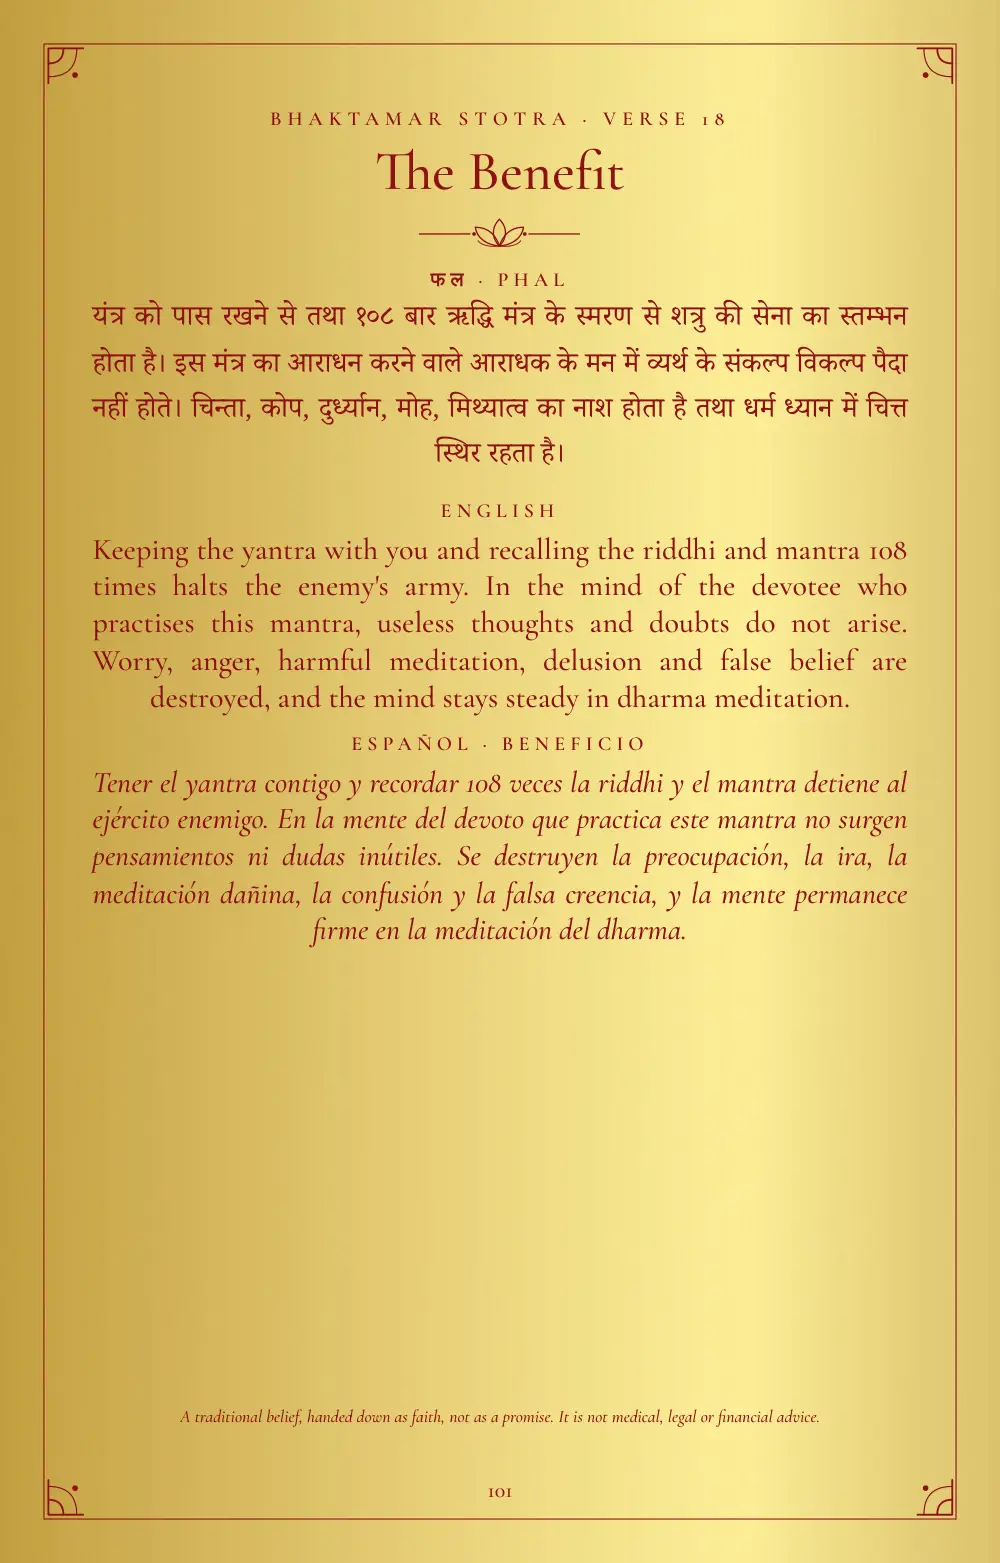 BHAKTAMAR STOTRA · VERSE 18
The Benefit
फल · PHAL
यंत्र को पास रखने से तथा १०८ बार ऋद्धि मंत्र के स्मरण से शत्रु की सेना का स्तम्भन
होता है। इस मंत्र का आराधन करने वाले आराधक के मन में व्यर्थ के संकल्प विकल्प पैदा
नहीं होते। चिन्ता, कोप, दुर्ध्यान, मोह, मिथ्यात्व का नाश होता है तथा धर्म ध्यान में चित्त
स्थिर रहता है।
ENGLISH
Keeping the yantra with you and recalling the riddhi and mantra 108
times halts the enemy's army. In the mind of the devotee who
practises this mantra, useless thoughts and doubts do not arise.
Worry, anger, harmful meditation, delusion and false belief are
destroyed, and the mind stays steady in dharma meditation.
ESPAÑOL · BENEFICIO
Tener el yantra contigo y recordar 108 veces la riddhi y el mantra detiene al
ejército enemigo. En la mente del devoto que practica este mantra no surgen
pensamientos ni dudas inútiles. Se destruyen la preocupación, la ira, la
meditación dañina, la confusión y la falsa creencia, y la mente permanece
firme en la meditación del dharma.
A traditional belief, handed down as faith, not as a promise. It is not medical, legal or financial advice.
101